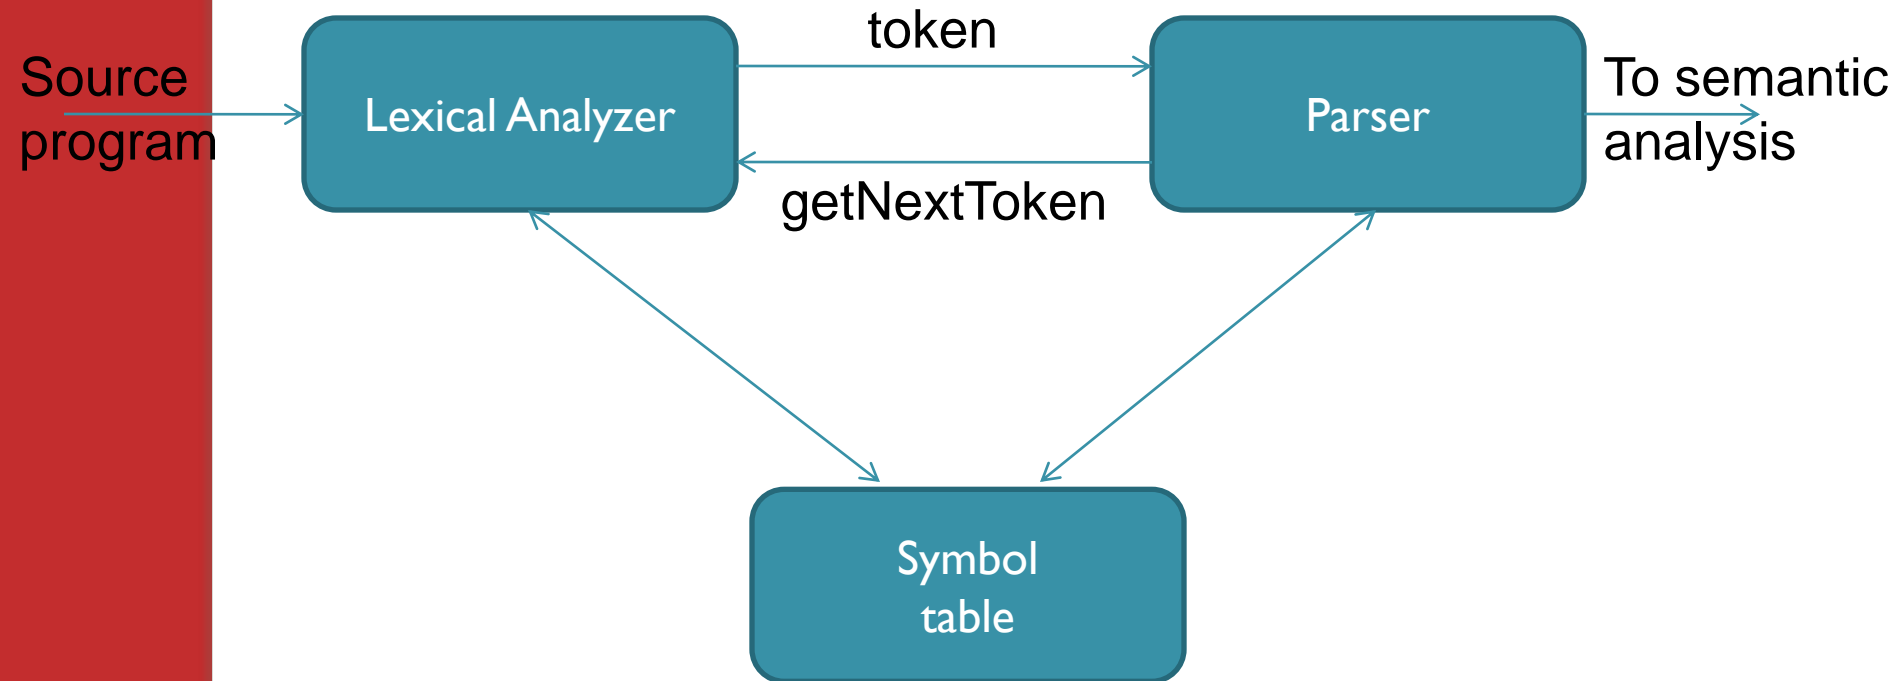 token
Source
program
Lexical Analyzer
Parser
To semantic
analysis
getNextToken
Symbol
table